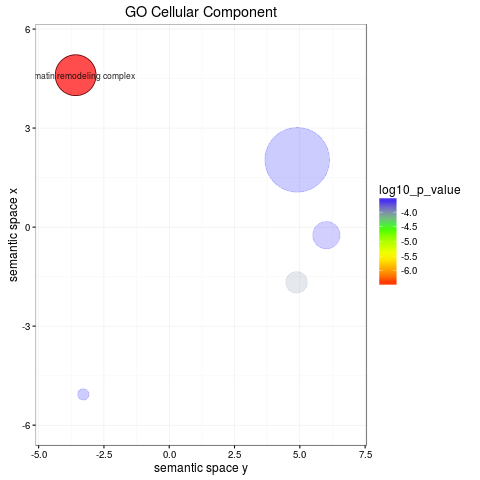 GO Cellular Component
6
3
0
-3
-6
semantic space x
matin remodeling complex
-5.0 -2.5 0.0 2.5 5.0 7.5
semantic space y
log10_p_value
-4.0
-4.5
-5.0
-5.5
-6.0